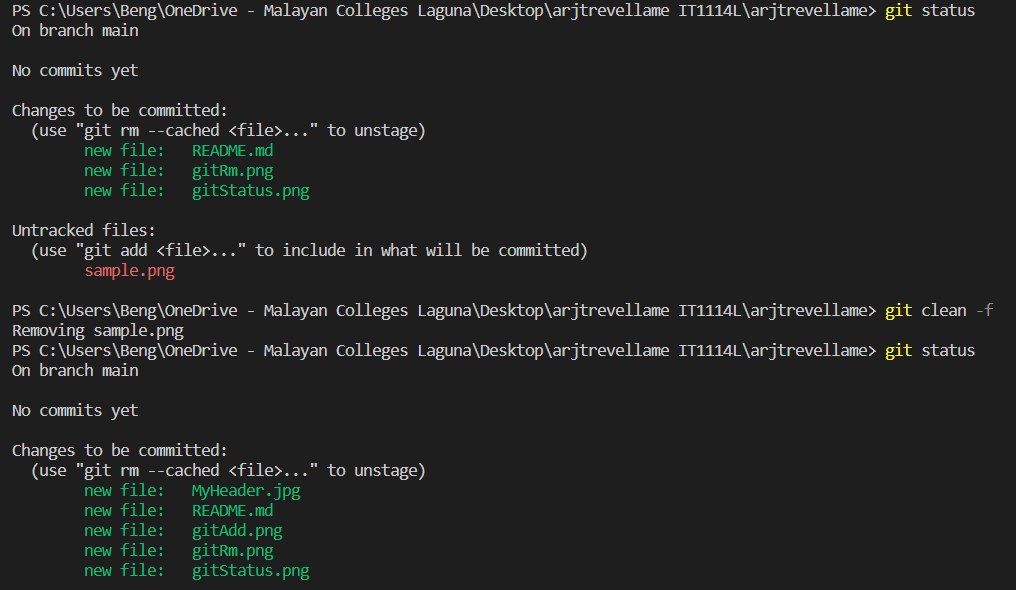 PS C:\Users\Beng\OneDrive - Malayan Colleges Laguna\Desktop\arjtrevellame IT1114L\arjtrevellame> git status
On branch main

No commits yet

Changes to be committed:
  (use "git rm --cached <file>..." to unstage)
        new file:   README.md
        new file:   gitRm.png
        new file:   gitStatus.png

Untracked files:
  (use "git add <file>..." to include in what will be committed)
        sample.png

PS C:\Users\Beng\OneDrive - Malayan Colleges Laguna\Desktop\arjtrevellame IT1114L\arjtrevellame> git clean -f
Removing sample.png
PS C:\Users\Beng\OneDrive - Malayan Colleges Laguna\Desktop\arjtrevellame IT1114L\arjtrevellame> git status
On branch main

No commits yet

Changes to be committed:
  (use "git rm --cached <file>..." to unstage)
        new file:   MyHeader.jpg
        new file:   README.md
        new file:   gitAdd.png
        new file:   gitRm.png
        new file:   gitStatus.png